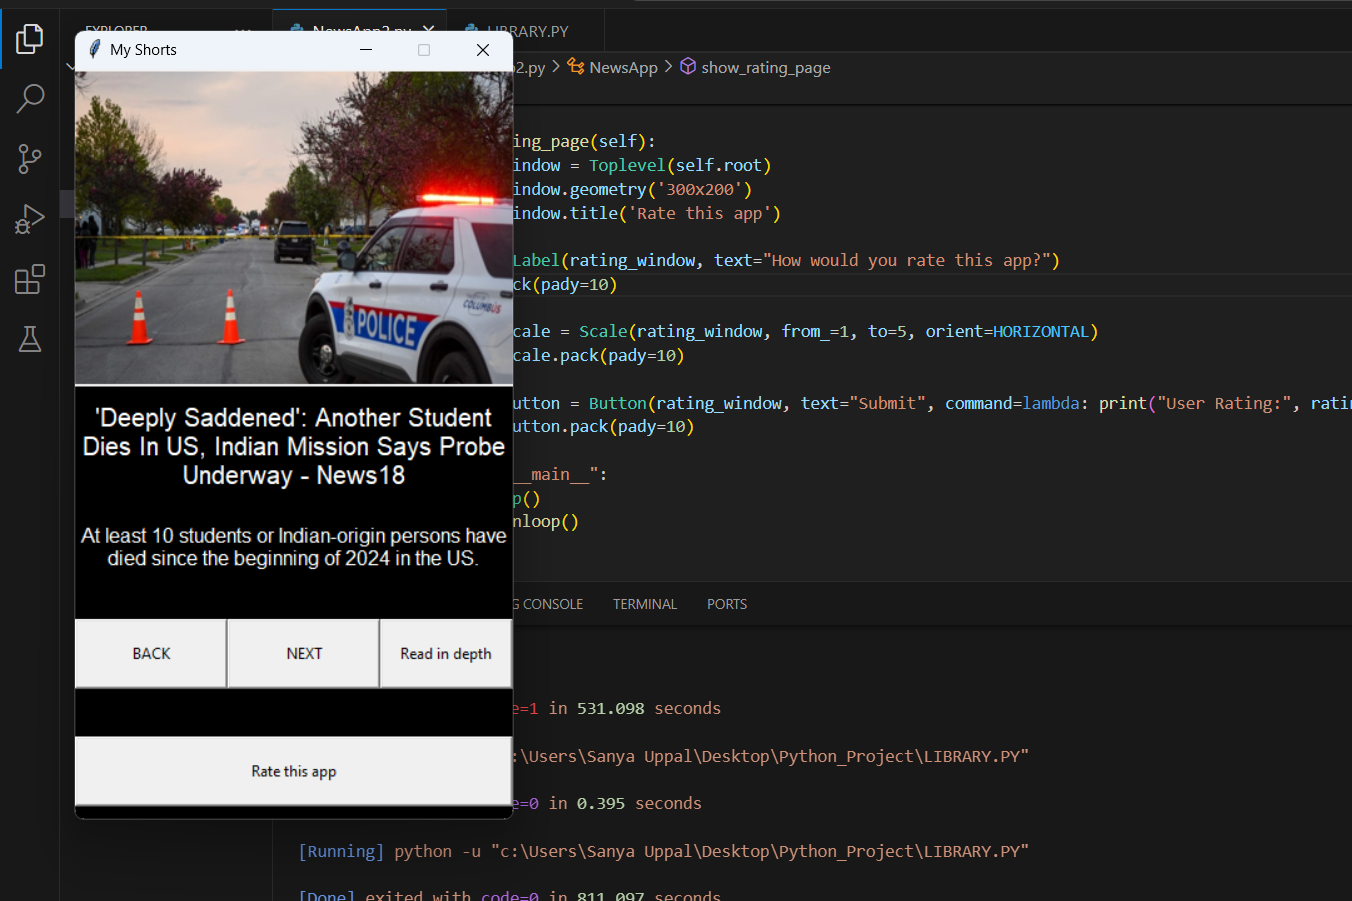 EXPLORER
NewsApp2.py
LIBRARY.PY
My Shorts
o2.py > NewsApp > show_rating_page
ing_page(self):
indow = Toplevel(self.root)
indow.geometry('300x200')
indow.title('Rate this app')
Label(rating_window, text="How would you rate this app?")
ck(pady=10)
cale = Scale(rating_window, from_=1, to=5, orient=HORIZONTAL)
cale.pack(pady=10)
utton = Button(rating_window, text="Submit", command=lambda: print("User Rating:", ratin
utton.pack(pady=10)
__main__":
p()
nloop()
COLUMBUS
POLICE
'Deeply Saddened': Another Student
Dies In US, Indian Mission Says Probe
Underway - News18
At least 10 students or Indian-origin persons have
died since the beginning of 2024 in the US.
BACK
NEXT
Read in depth
Rate this app
G CONSOLE
TERMINAL
PORTS
e=1 in 531.098 seconds
:\Users\Sanya Uppal\Desktop\Python_Project\LIBRARY.PY"
e=0 in 0.395 seconds
[Running] python -u "c:\Users\Sanya Uppal\Desktop\Python_Project\LIBRARY.PY"
[Done] exited with code=0 in 811.097 seconds